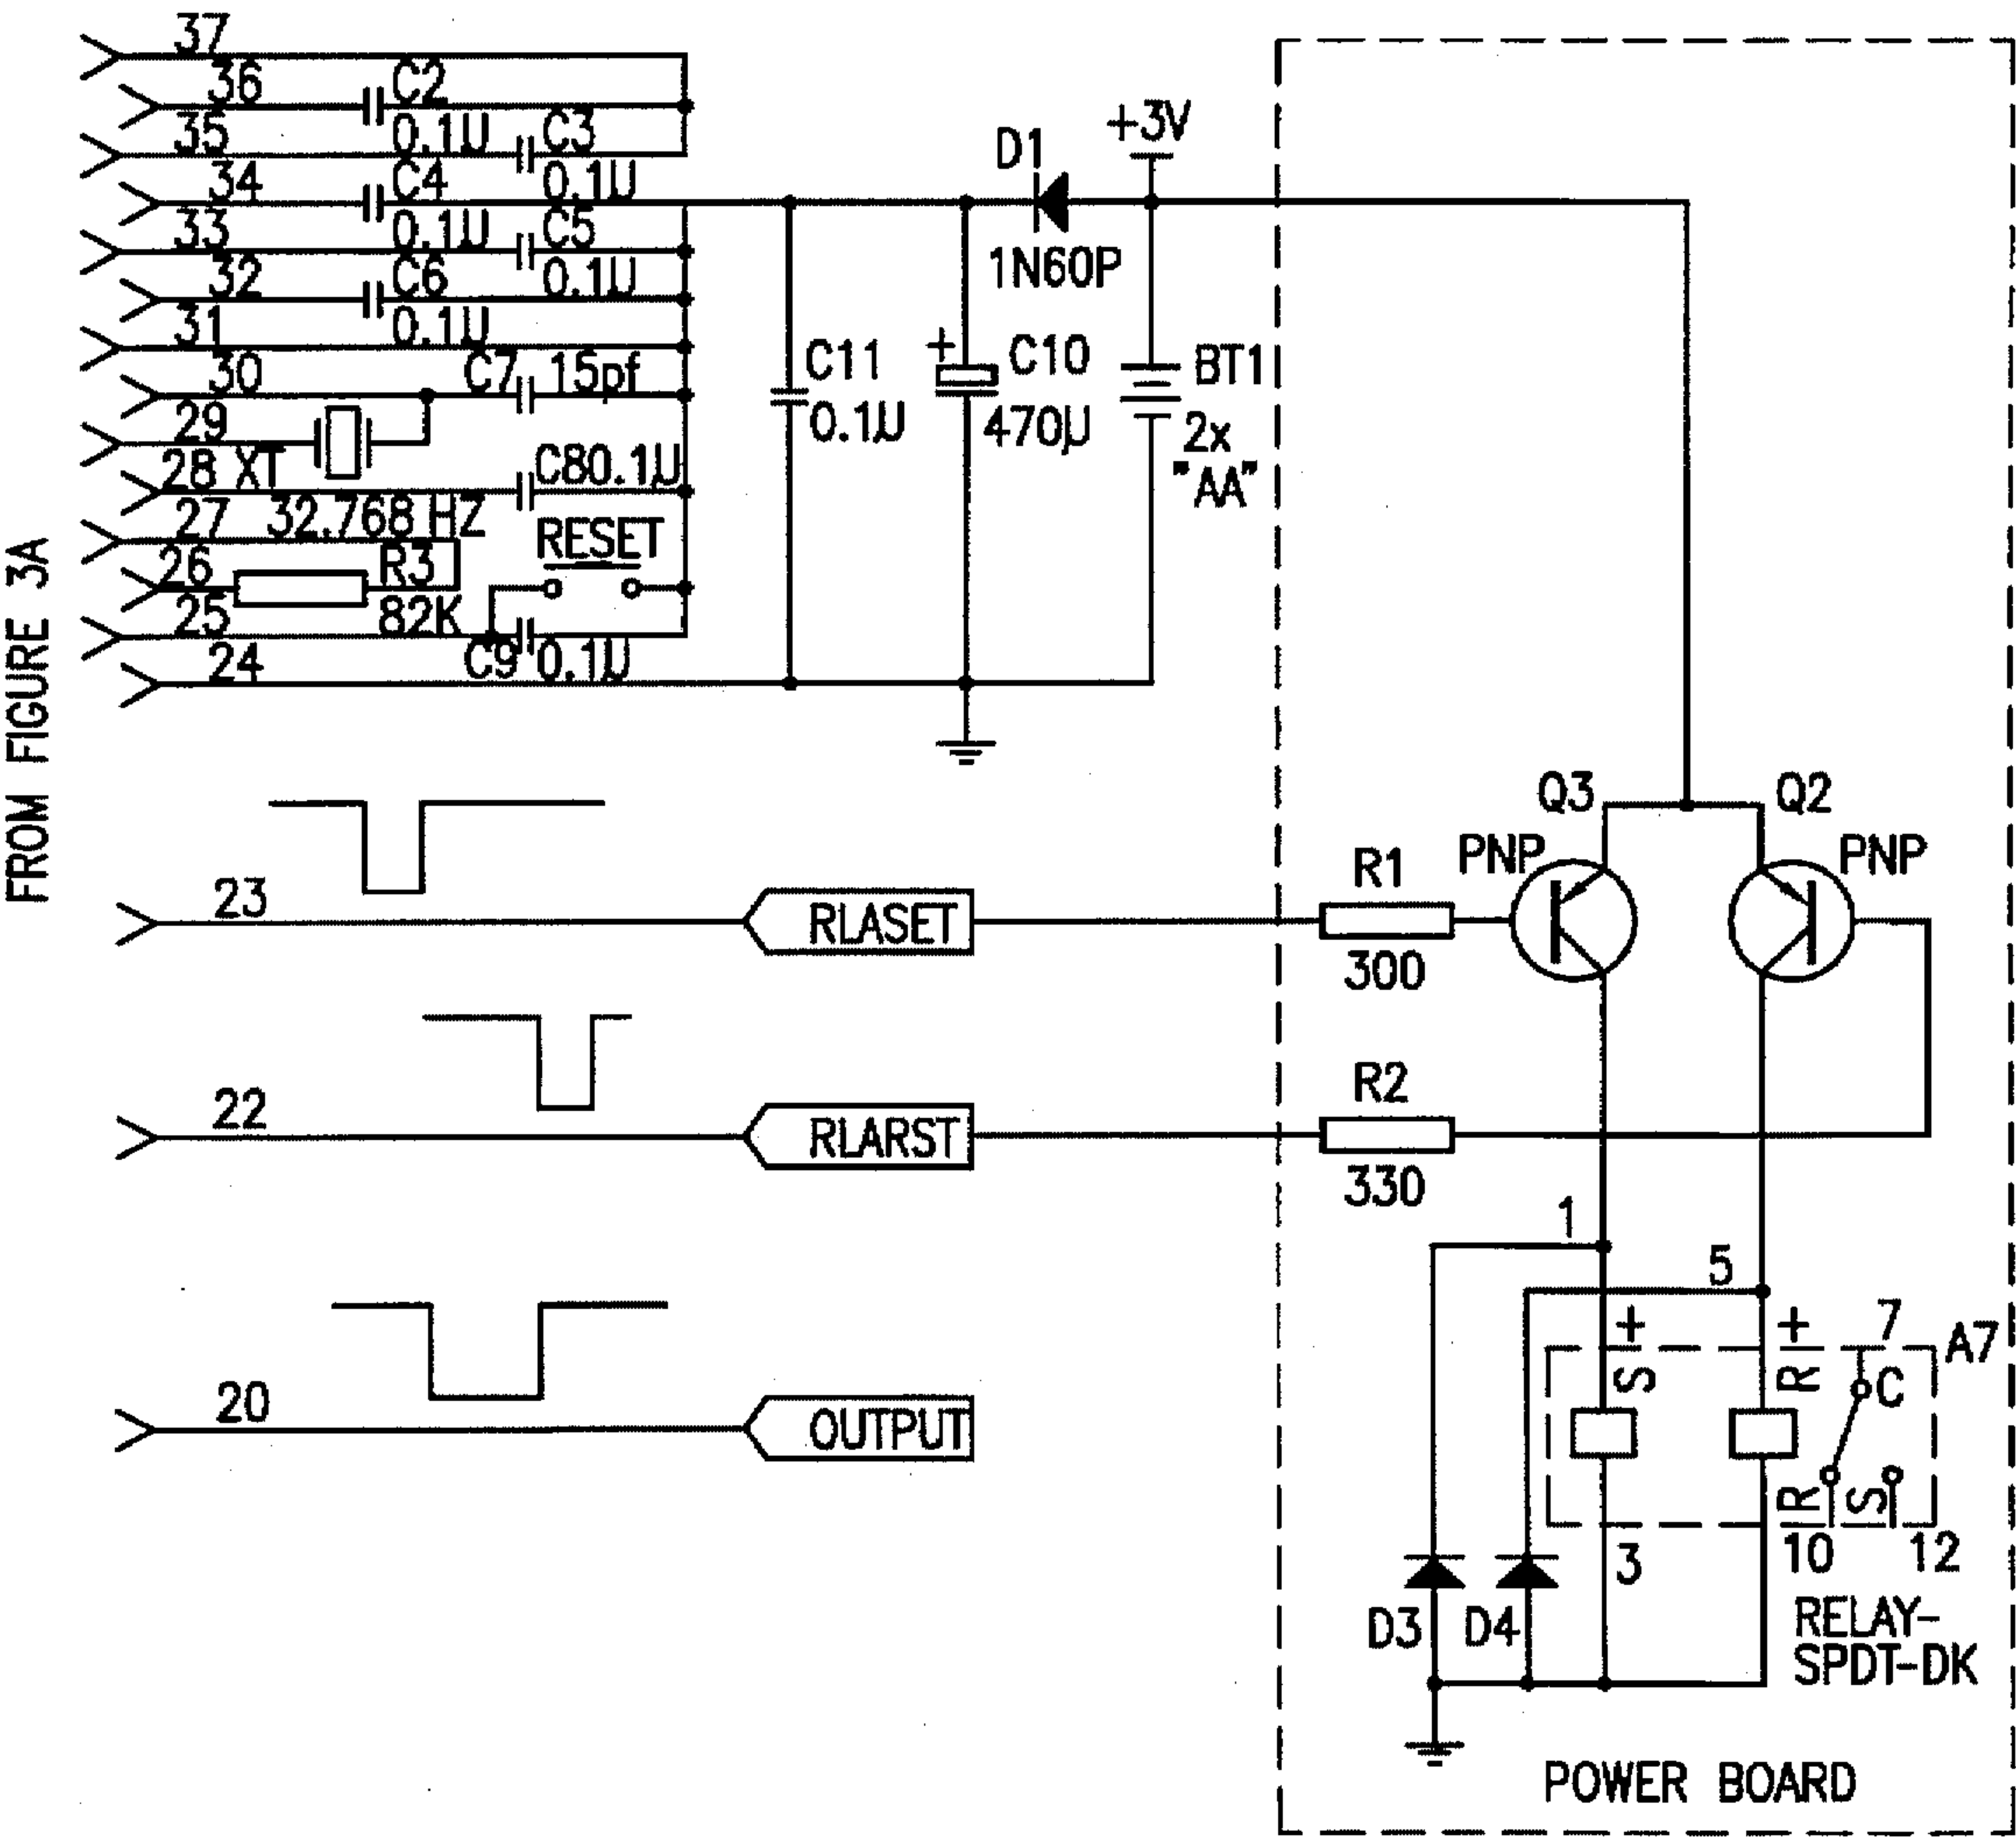 FROM FIGURE 3A
37
36 C2
0.1U
35 C3
0.1U
34 C4
0.1U
33 C5
0.1U
32 C6
0.1U
31
30 C7 15pf
29
XT
32.768 HZ
28 C8 0.1U
27
26 R3
82K
RESET
25
C9 0.1U
24
C11
0.1U
+ C10
470µ
D1
1N60P
+3V
BT1
2x
"AA"
Q3
PNP
Q2
PNP
23
RLASET
R1
300
22
RLARST
R2
330
20
OUTPUT
1
5
+ S
+ R
7
C
A7
R S
3
10
12
D3
D4
RELAY-
SPDT-DK
POWER BOARD